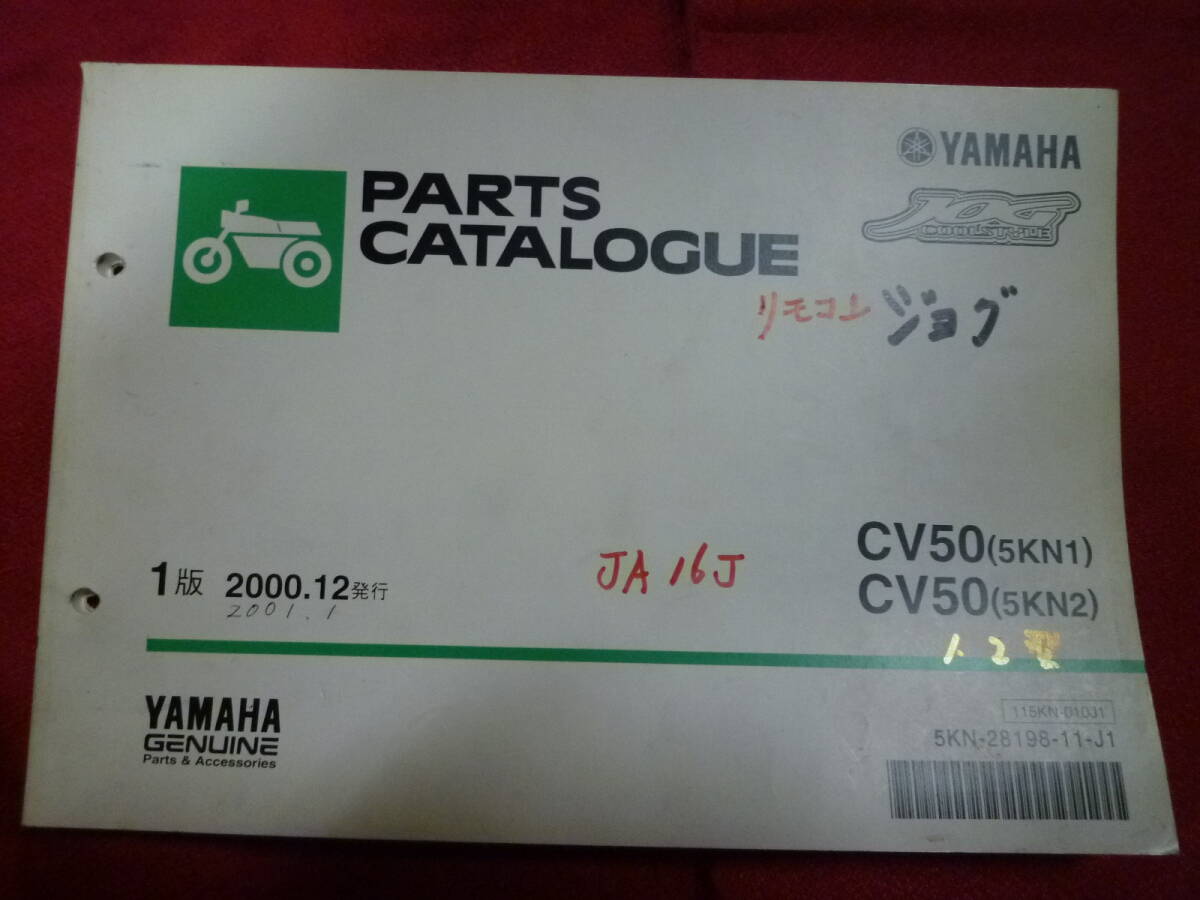 YAMAHA
JOG
COOLSTYLE
PARTS
CATALOGUE
リモコン ジョグ
CV50(5KN1)
CV50(5KN2)
JA 16J
1版 2000.12発行
2001.1
1.2型
YAMAHA
GENUINE
Parts & Accessories
115KN-010J1
5KN-28198-11-J1